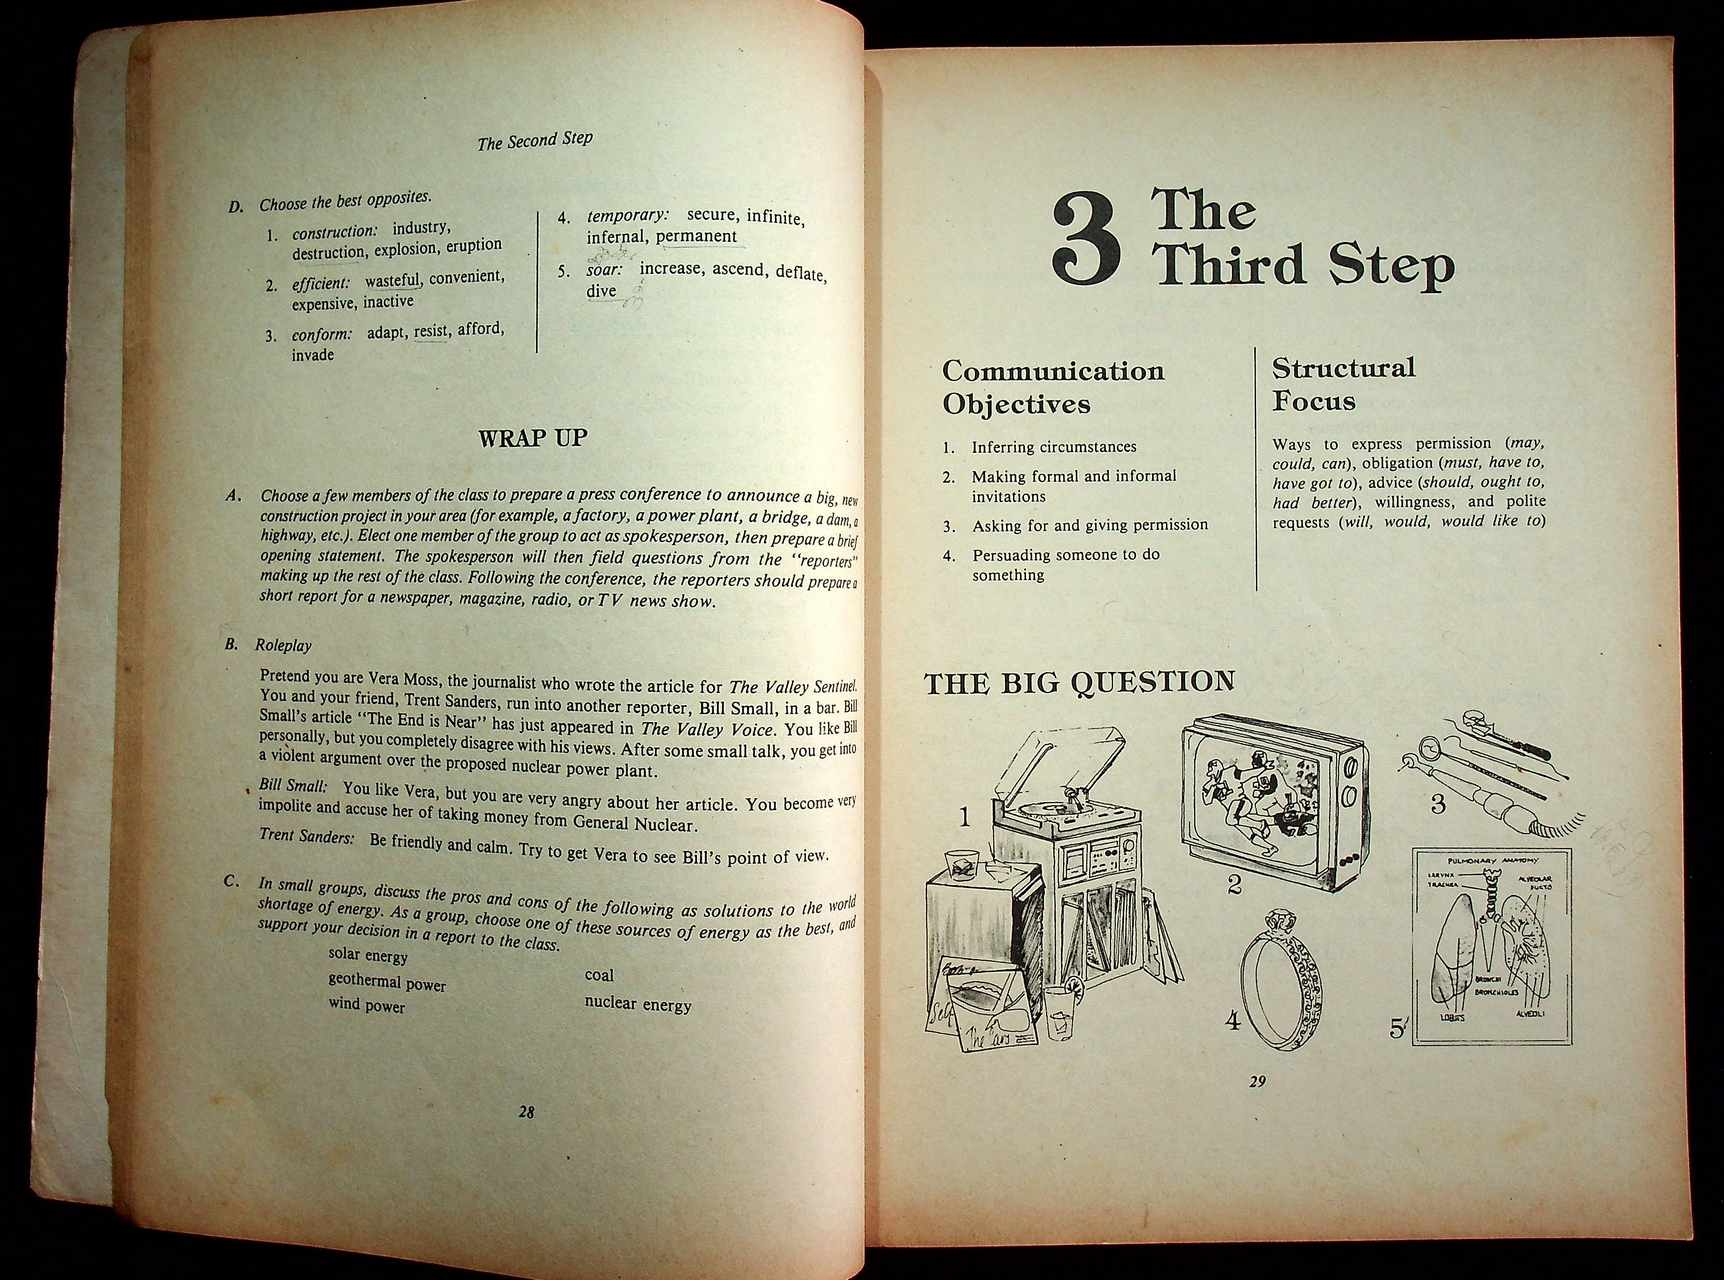 The Second Step
D. Choose the best opposites.
1. construction: industry,
destruction, explosion, eruption
2. efficient: wasteful, convenient,
expensive, inactive
3. conform: adapt, resist, afford,
invade
4. temporary: secure, infinite,
infernal, permanent
5. soar: increase, ascend, deflate,
dive
WRAP UP
A. Choose a few members of the class to prepare a press conference to announce a big, new
construction project in your area (for example, a factory, a power plant, a bridge, a dam, a
highway, etc.). Elect one member of the group to act as spokesperson, then prepare a brief
opening statement. The spokesperson will then field questions from the "reporters"
making up the rest of the class. Following the conference, the reporters should prepare a
short report for a newspaper, magazine, radio, or TV news show.
B. Roleplay
Pretend you are Vera Moss, the journalist who wrote the article for The Valley Sentinel.
You and your friend, Trent Sanders, run into another reporter, Bill Small, in a bar. Bill
Small's article "The End is Near" has just appeared in The Valley Voice. You like Bill
personally, but you completely disagree with his views. After some small talk, you get into
a violent argument over the proposed nuclear power plant.
Bill Small: You like Vera, but you are very angry about her article. You become very
impolite and accuse her of taking money from General Nuclear.
Trent Sanders: Be friendly and calm. Try to get Vera to see Bill's point of view.
C. In small groups, discuss the pros and cons of the following as solutions to the world
shortage of energy. As a group, choose one of these sources of energy as the best, and
support your decision in a report to the class.
solar energy
geothermal power
wind power
coal
nuclear energy
28
3 The
Third Step
Communication
Objectives
1. Inferring circumstances
2. Making formal and informal
invitations
3. Asking for and giving permission
4. Persuading someone to do
something
Structural
Focus
Ways to express permission (may,
could, can), obligation (must, have to,
have got to), advice (should, ought to,
had better), willingness, and polite
requests (will, would, would like to)
THE BIG QUESTION
1
Self
The Cars
2
3
4
5
PULMONARY ANATOMY
LARYNX
TRACHEA
ALVEOLAR
DUCTS
BRONCHI
BRONCHIOLES
LOBES
ALVEOLI
29